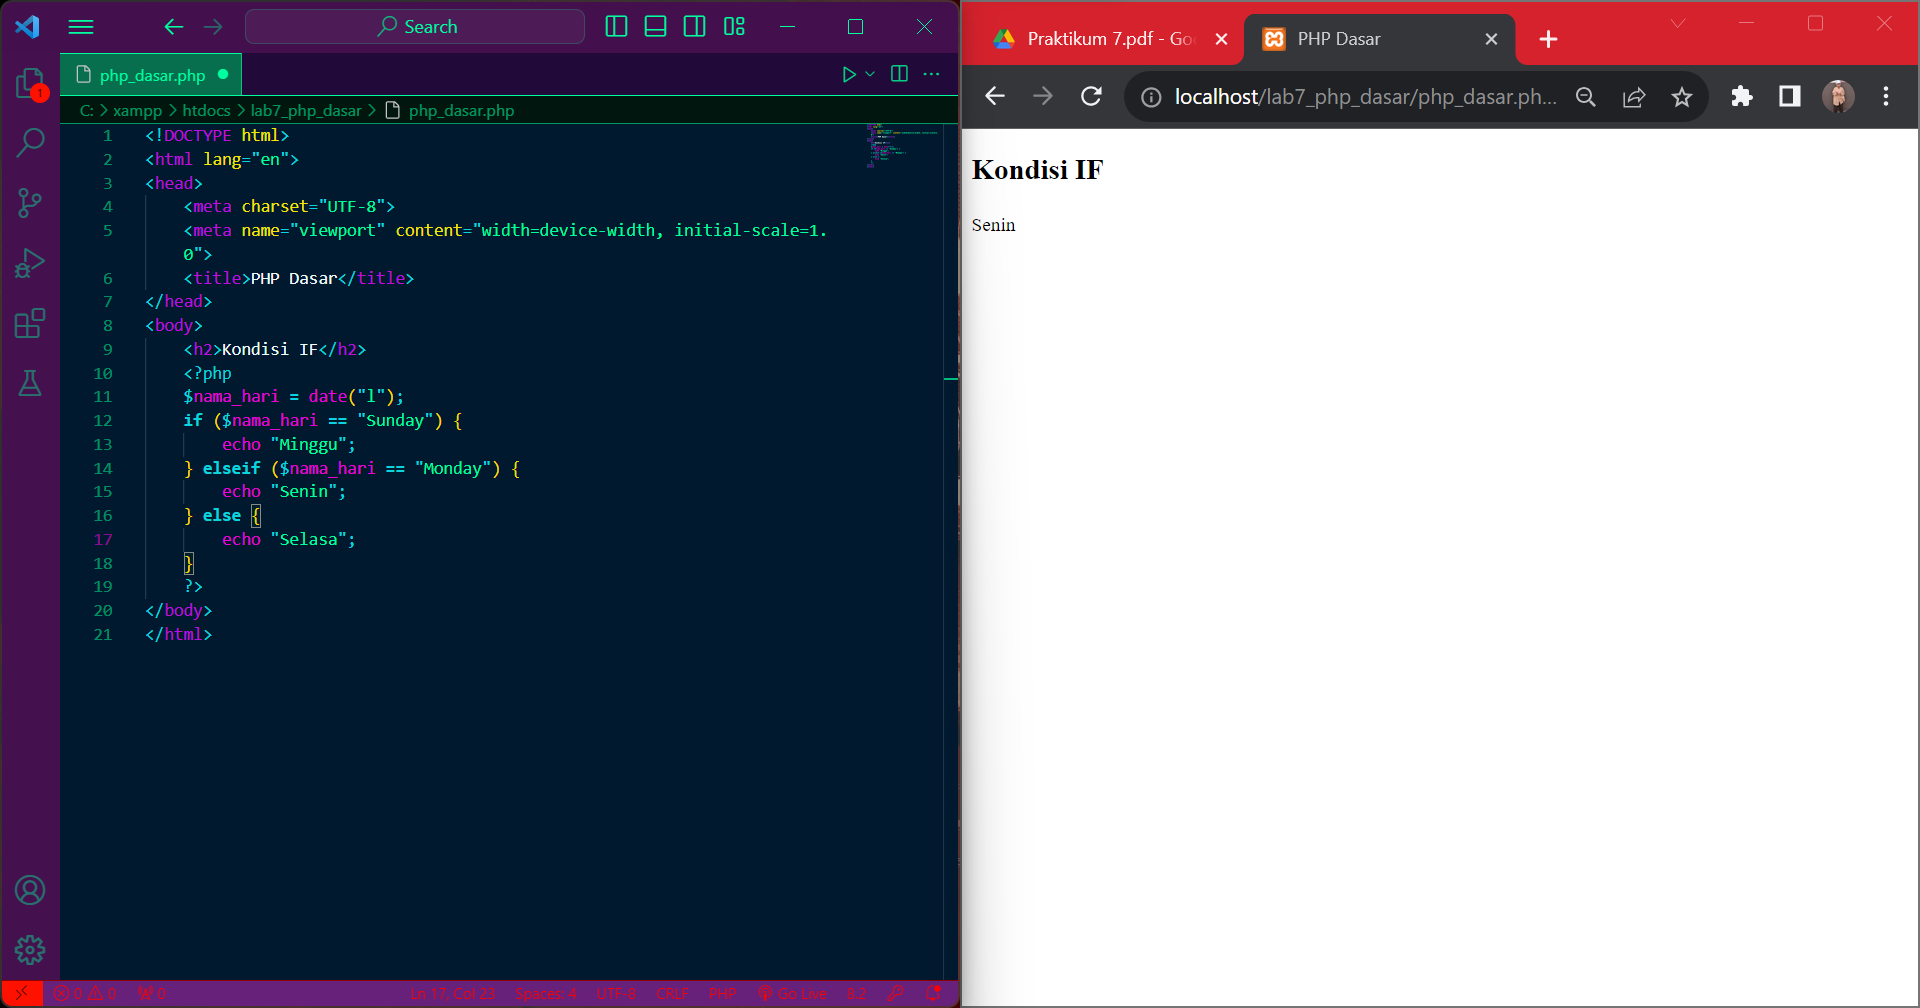 Search
php_dasar.php
1
C: > xampp > htdocs > lab7_php_dasar > php_dasar.php
1 <!DOCTYPE html>
2 <html lang="en">
3 <head>
4 <meta charset="UTF-8">
5 <meta name="viewport" content="width=device-width, initial-scale=1.
0">
6 <title>PHP Dasar</title>
7 </head>
8 <body>
9 <h2>Kondisi IF</h2>
10 <?php
11 $nama_hari = date("l");
12 if ($nama_hari == "Sunday") {
13 echo "Minggu";
14 } elseif ($nama_hari == "Monday") {
15 echo "Senin";
16 } else {
17 echo "Selasa";
18 }
19 ?>
20 </body>
21 </html>
0 0 0 Ln 17, Col 23 Spaces: 4 UTF-8 CRLF PHP Go Live 8.2
Praktikum 7.pdf - Goo
PHP Dasar
localhost/lab7_php_dasar/php_dasar.ph...
Kondisi IF
Senin